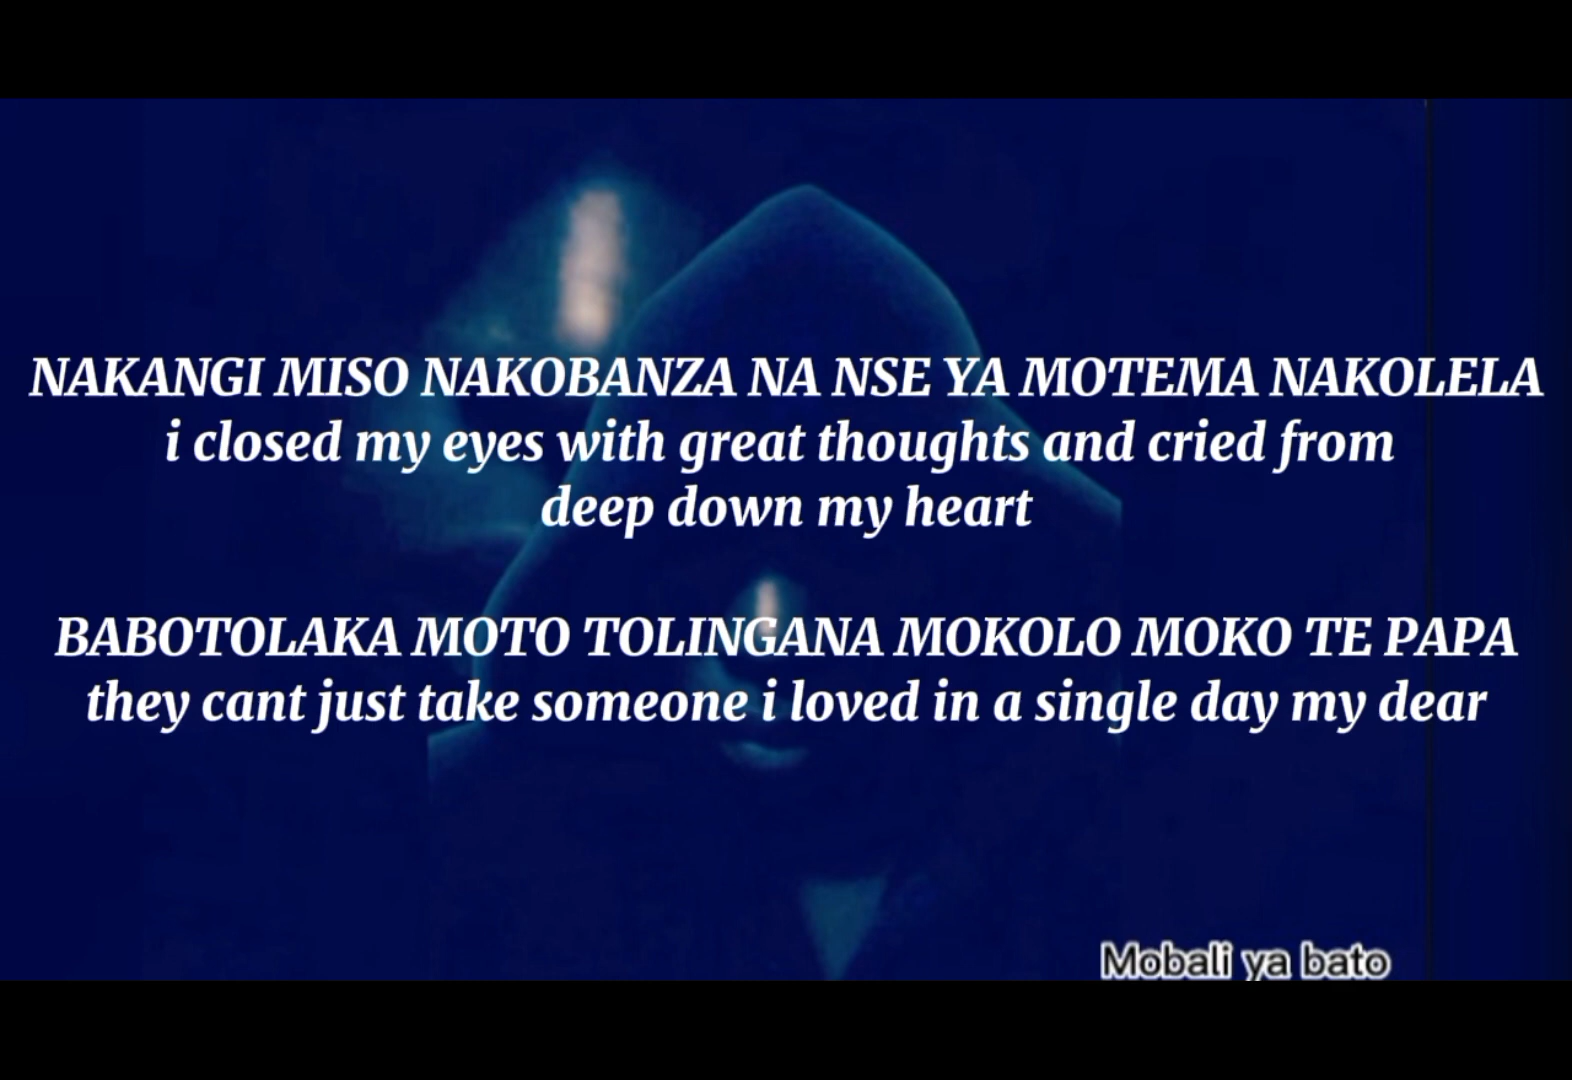 NAKANGI MISO NAKOBANZA NA NSE YA MOTEMA NAKOLELA
i closed my eyes with great thoughts and cried from
deep down my heart
BABOTOLAKA MOTO TOLINGANA MOKOLO MOKO TE PAPA
they cant just take someone i loved in a single day my dear
Mobali ya bato